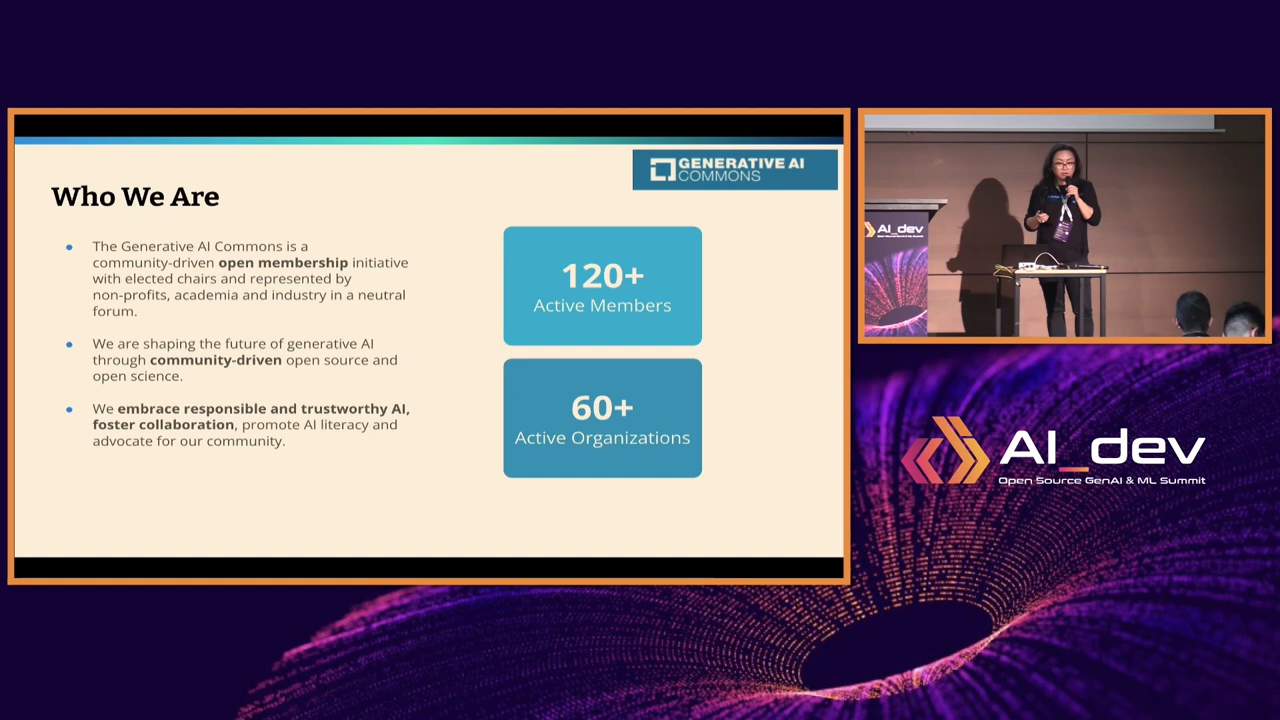 GENERATIVE AI
COMMONS
Who We Are
The Generative AI Commons is a
community-driven open membership initiative
with elected chairs and represented by
non-profits, academia and industry in a neutral
forum.
We are shaping the future of generative AI
through community-driven open source and
open science.
We embrace responsible and trustworthy AI,
foster collaboration, promote AI literacy and
advocate for our community.
120+
Active Members
60+
Active Organizations
AI_dev
AI_dev
Open Source GenAI & ML Summit